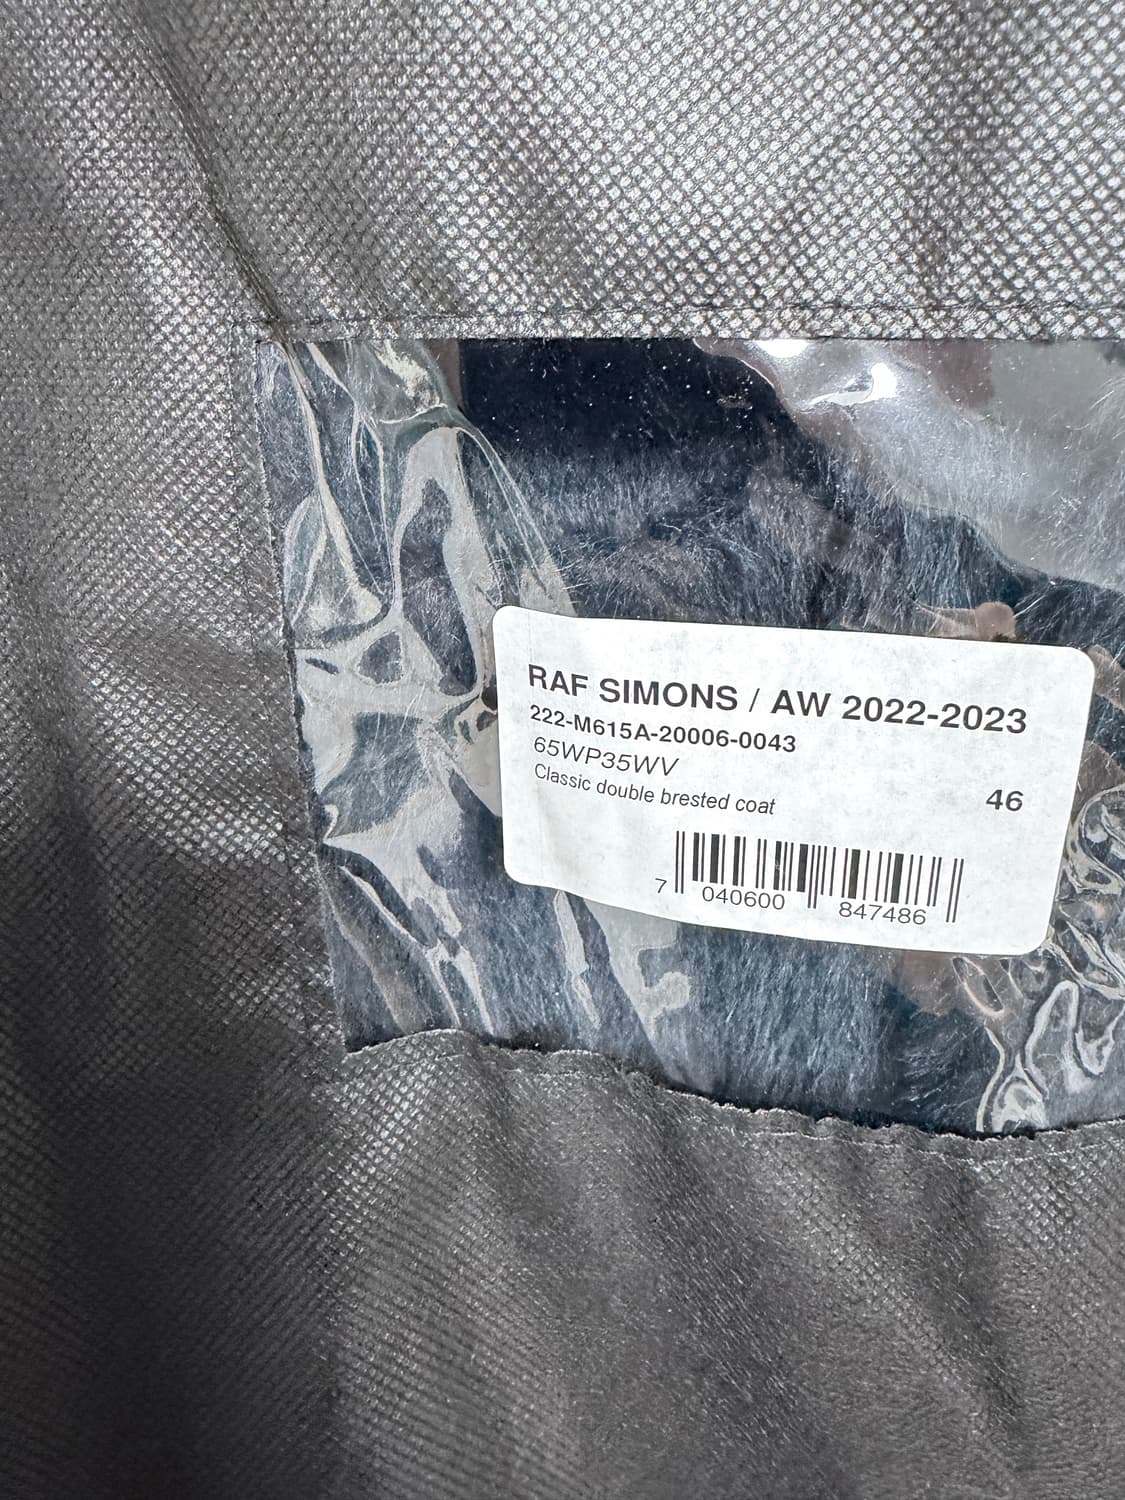 RAF SIMONS / AW 2022-2023
222-M615A-20006-0043
65WP35WV
Classic double brested coat
46
7 040600 847486